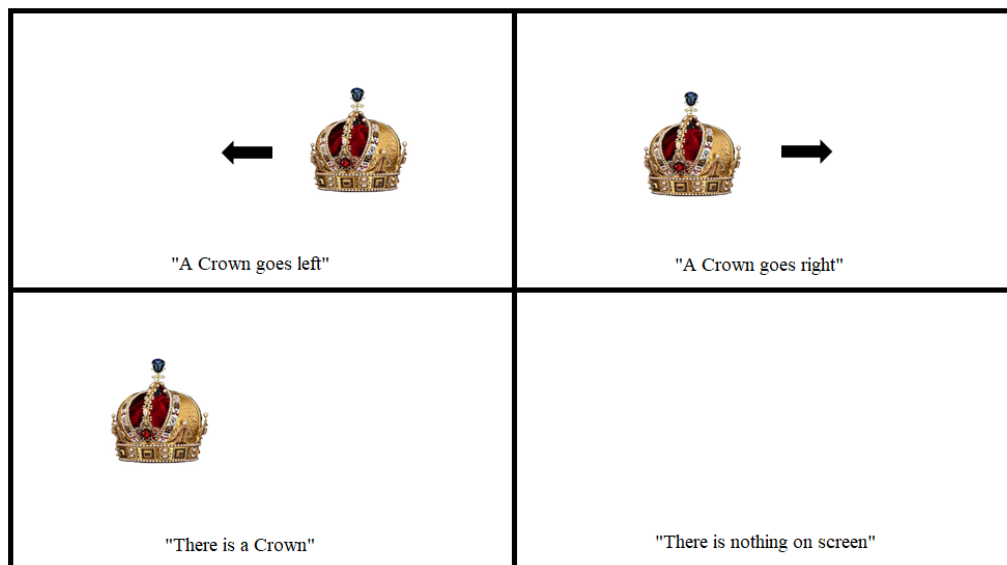 "A Crown goes left"
"A Crown goes right"
"There is a Crown"
"There is nothing on screen"